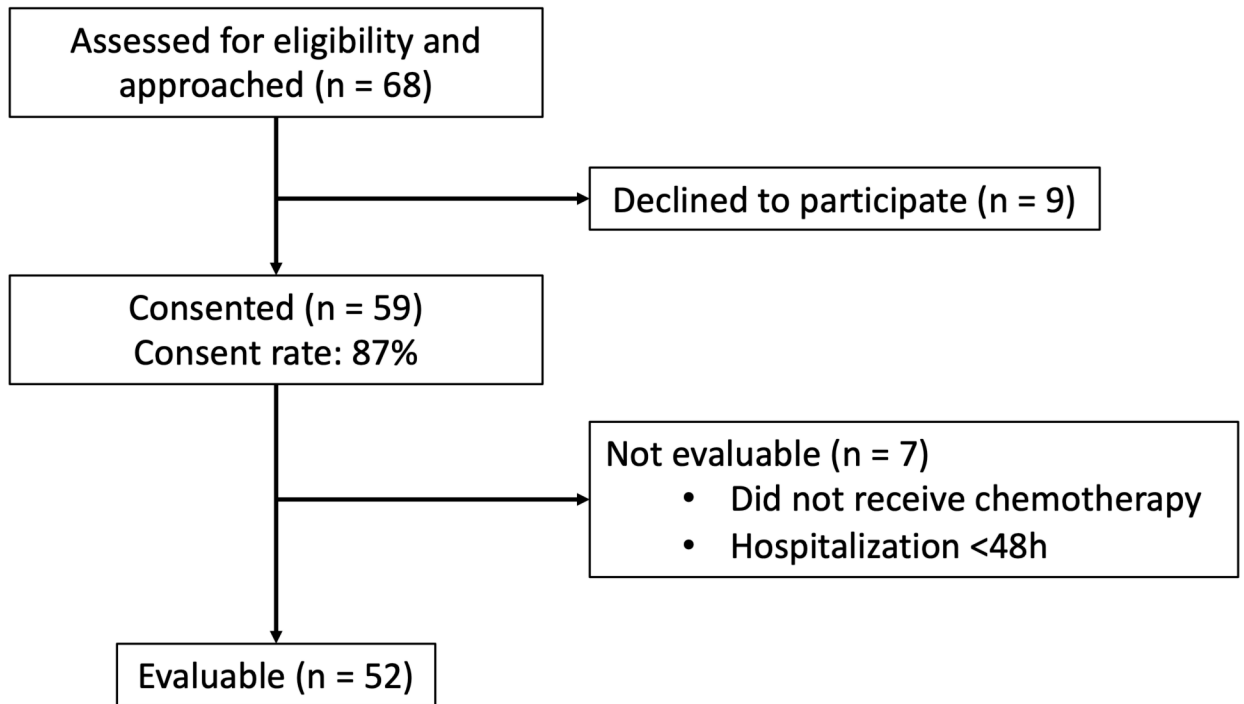 Assessed for eligibility and
approached (n = 68)
Declined to participate (n = 9)
Consented (n = 59)
Consent rate: 87%
Not evaluable (n = 7)
• Did not receive chemotherapy
• Hospitalization <48h
Evaluable (n = 52)